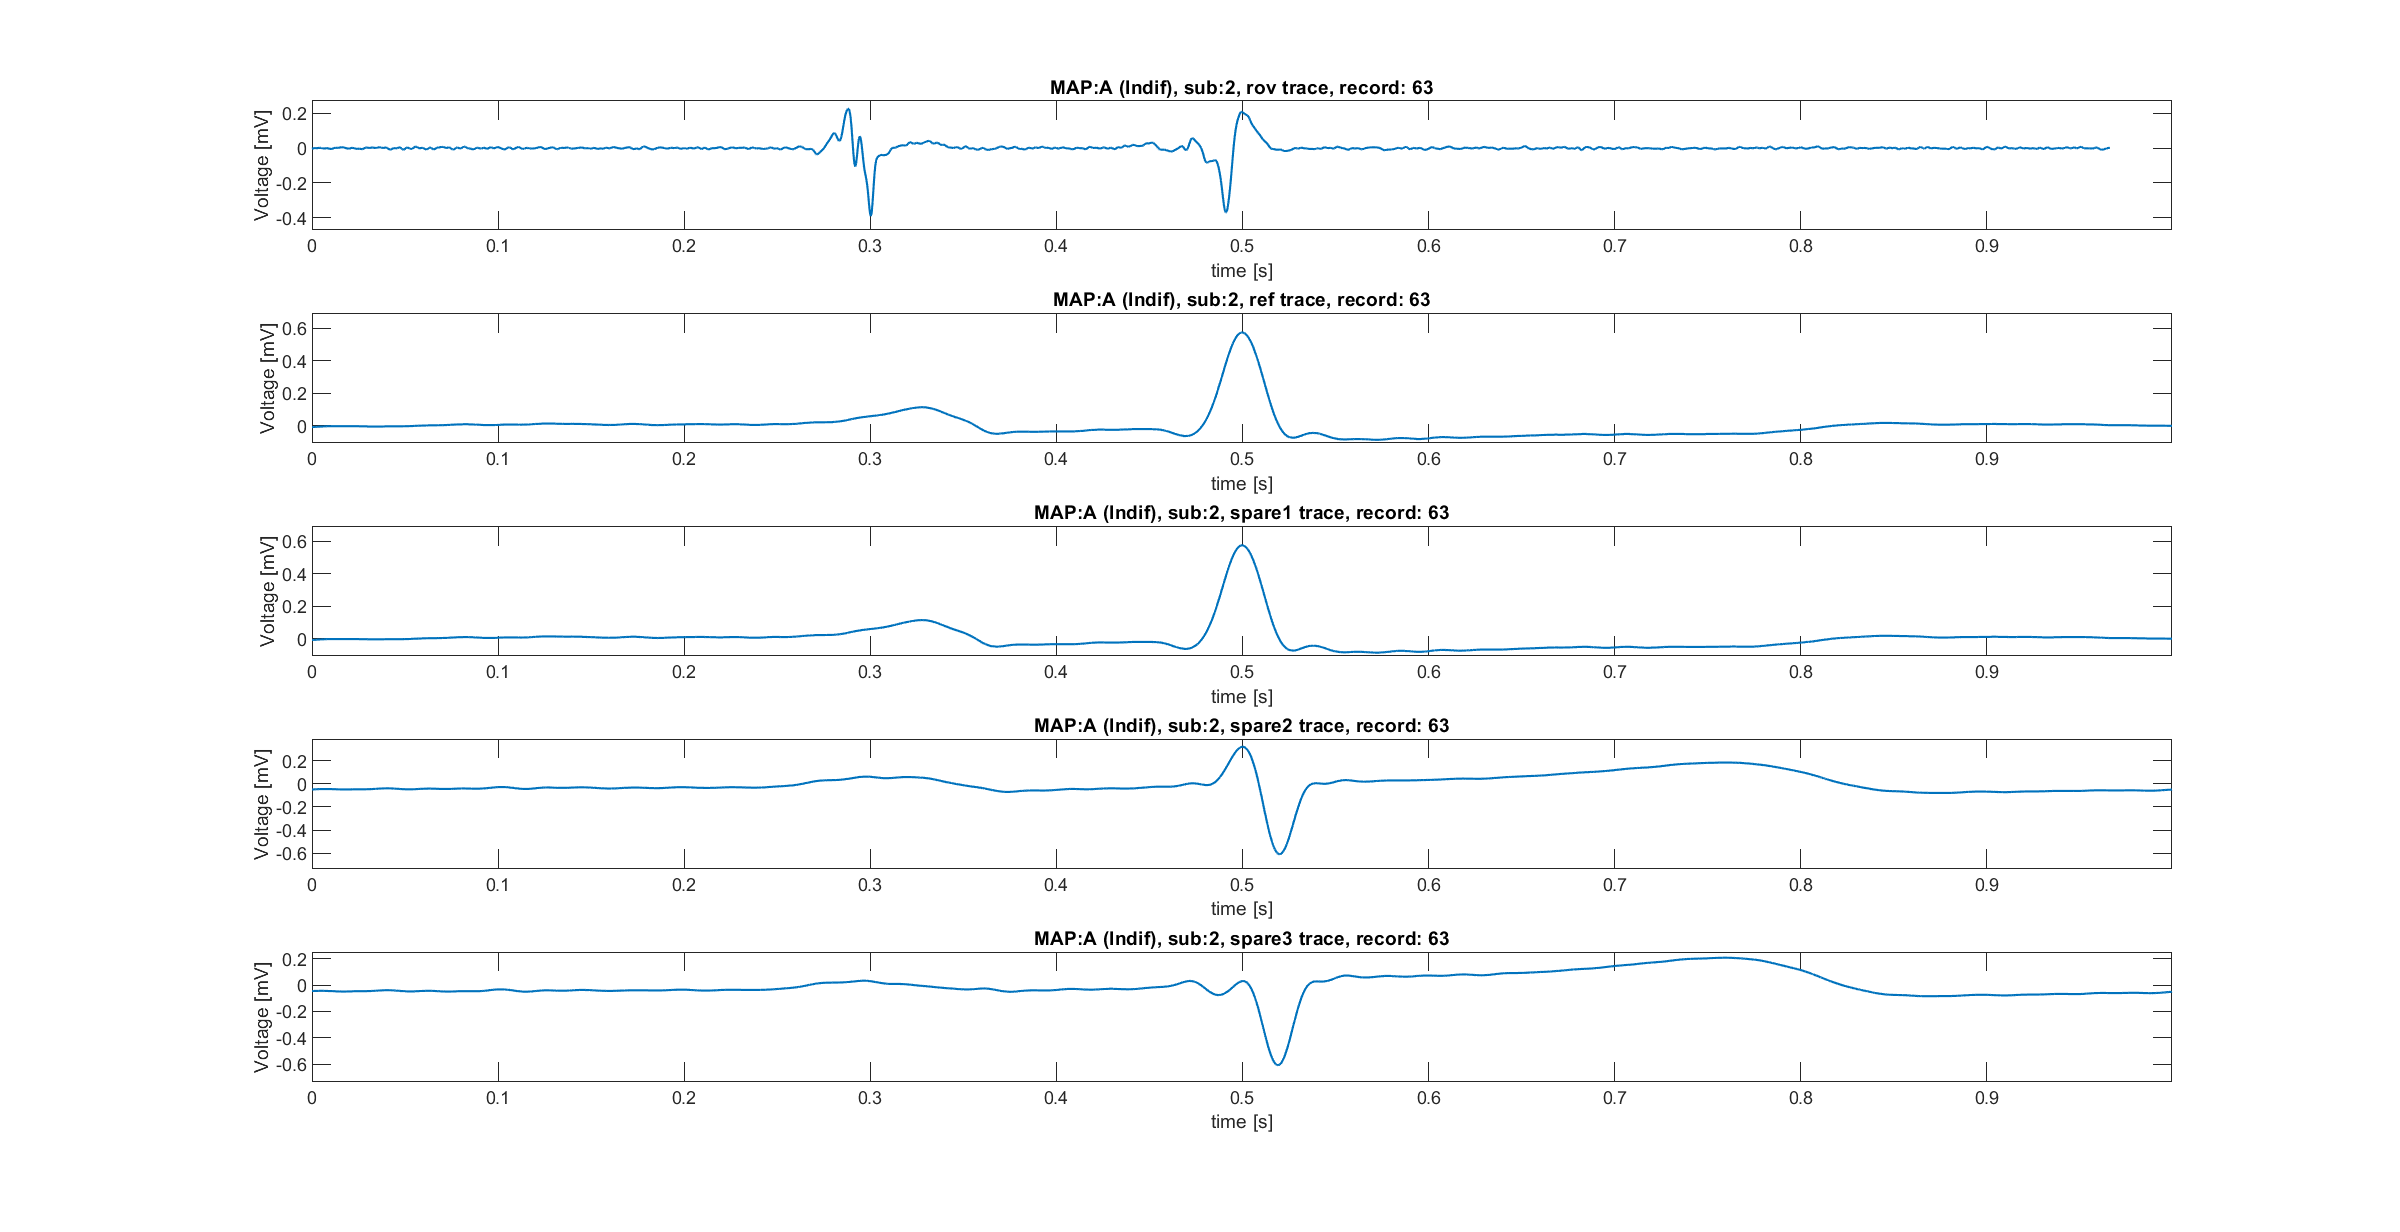 MAP:A (Indif), sub:2, rov trace, record: 63
Voltage [mV]
0.2
0
-0.2
-0.4
0 0.1 0.2 0.3 0.4 0.5 0.6 0.7 0.8 0.9
time [s]
MAP:A (Indif), sub:2, ref trace, record: 63
Voltage [mV]
0.6
0.4
0.2
0
0 0.1 0.2 0.3 0.4 0.5 0.6 0.7 0.8 0.9
time [s]
MAP:A (Indif), sub:2, spare1 trace, record: 63
Voltage [mV]
0.6
0.4
0.2
0
0 0.1 0.2 0.3 0.4 0.5 0.6 0.7 0.8 0.9
time [s]
MAP:A (Indif), sub:2, spare2 trace, record: 63
Voltage [mV]
0.2
0
-0.2
-0.4
-0.6
0 0.1 0.2 0.3 0.4 0.5 0.6 0.7 0.8 0.9
time [s]
MAP:A (Indif), sub:2, spare3 trace, record: 63
Voltage [mV]
0.2
0
-0.2
-0.4
-0.6
0 0.1 0.2 0.3 0.4 0.5 0.6 0.7 0.8 0.9
time [s]